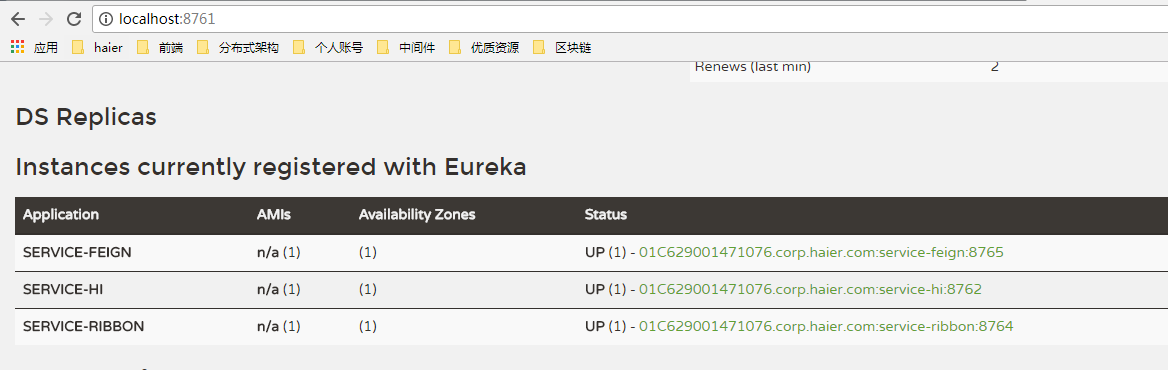 localhost:8761
应用 haier 前端 分布式架构 个人账号 中间件 优质资源 区块链
Renews (last min) 2
DS Replicas
Instances currently registered with Eureka
Application AMIs Availability Zones Status
SERVICE-FEIGN n/a (1) (1) UP (1) - 01C629001471076.corp.haier.com:service-feign:8765
SERVICE-HI n/a (1) (1) UP (1) - 01C629001471076.corp.haier.com:service-hi:8762
SERVICE-RIBBON n/a (1) (1) UP (1) - 01C629001471076.corp.haier.com:service-ribbon:8764